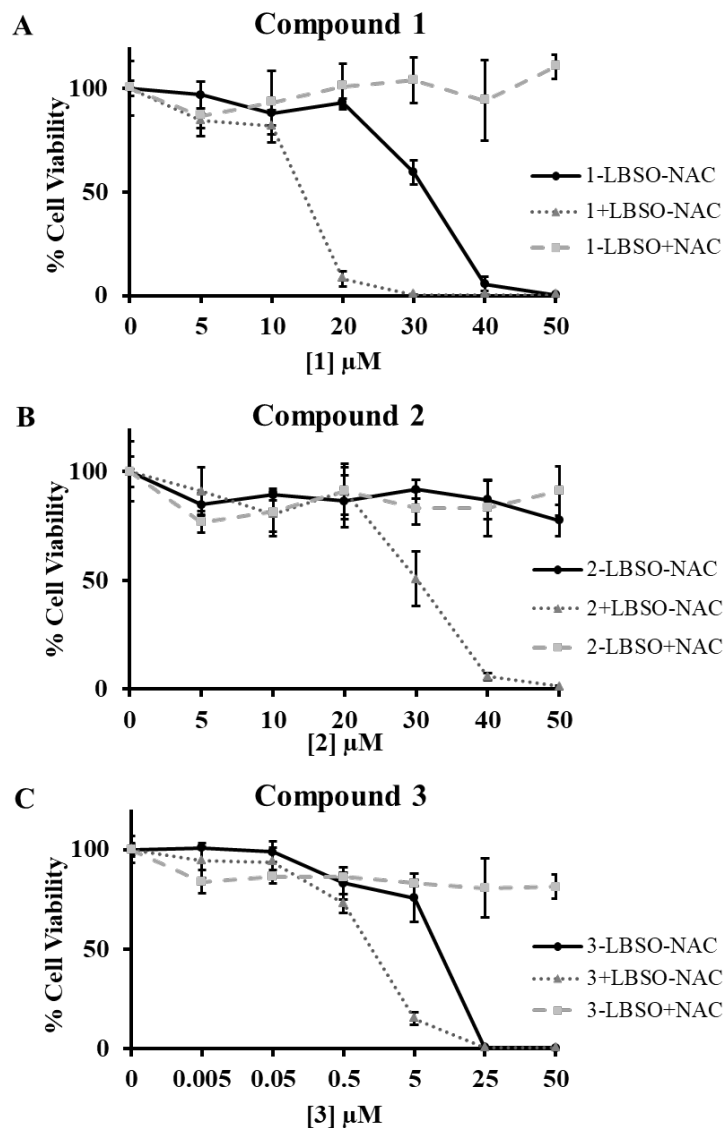 A
Compound 1
% Cell Viability
100
50
0
0 5 10 20 30 40 50
[1] µM
1-LBSO-NAC
1+LBSO-NAC
1-LBSO+NAC
B
Compound 2
% Cell Viability
100
50
0
0 5 10 20 30 40 50
[2] µM
2-LBSO-NAC
2+LBSO-NAC
2-LBSO+NAC
C
Compound 3
% Cell Viability
100
50
0
0 0.005 0.05 0.5 5 25 50
[3] µM
3-LBSO-NAC
3+LBSO-NAC
3-LBSO+NAC